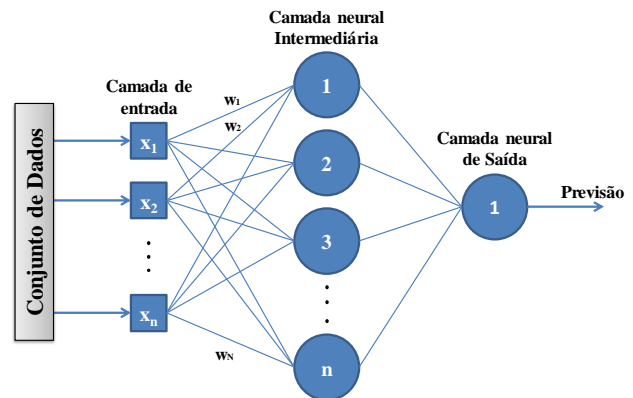 Camada neural
Intermediária
Camada de
entrada
Conjunto de Dados
x1
x2
xn
w1
w2
wN
1
2
3
n
Camada neural
de Saída
1
Previsão